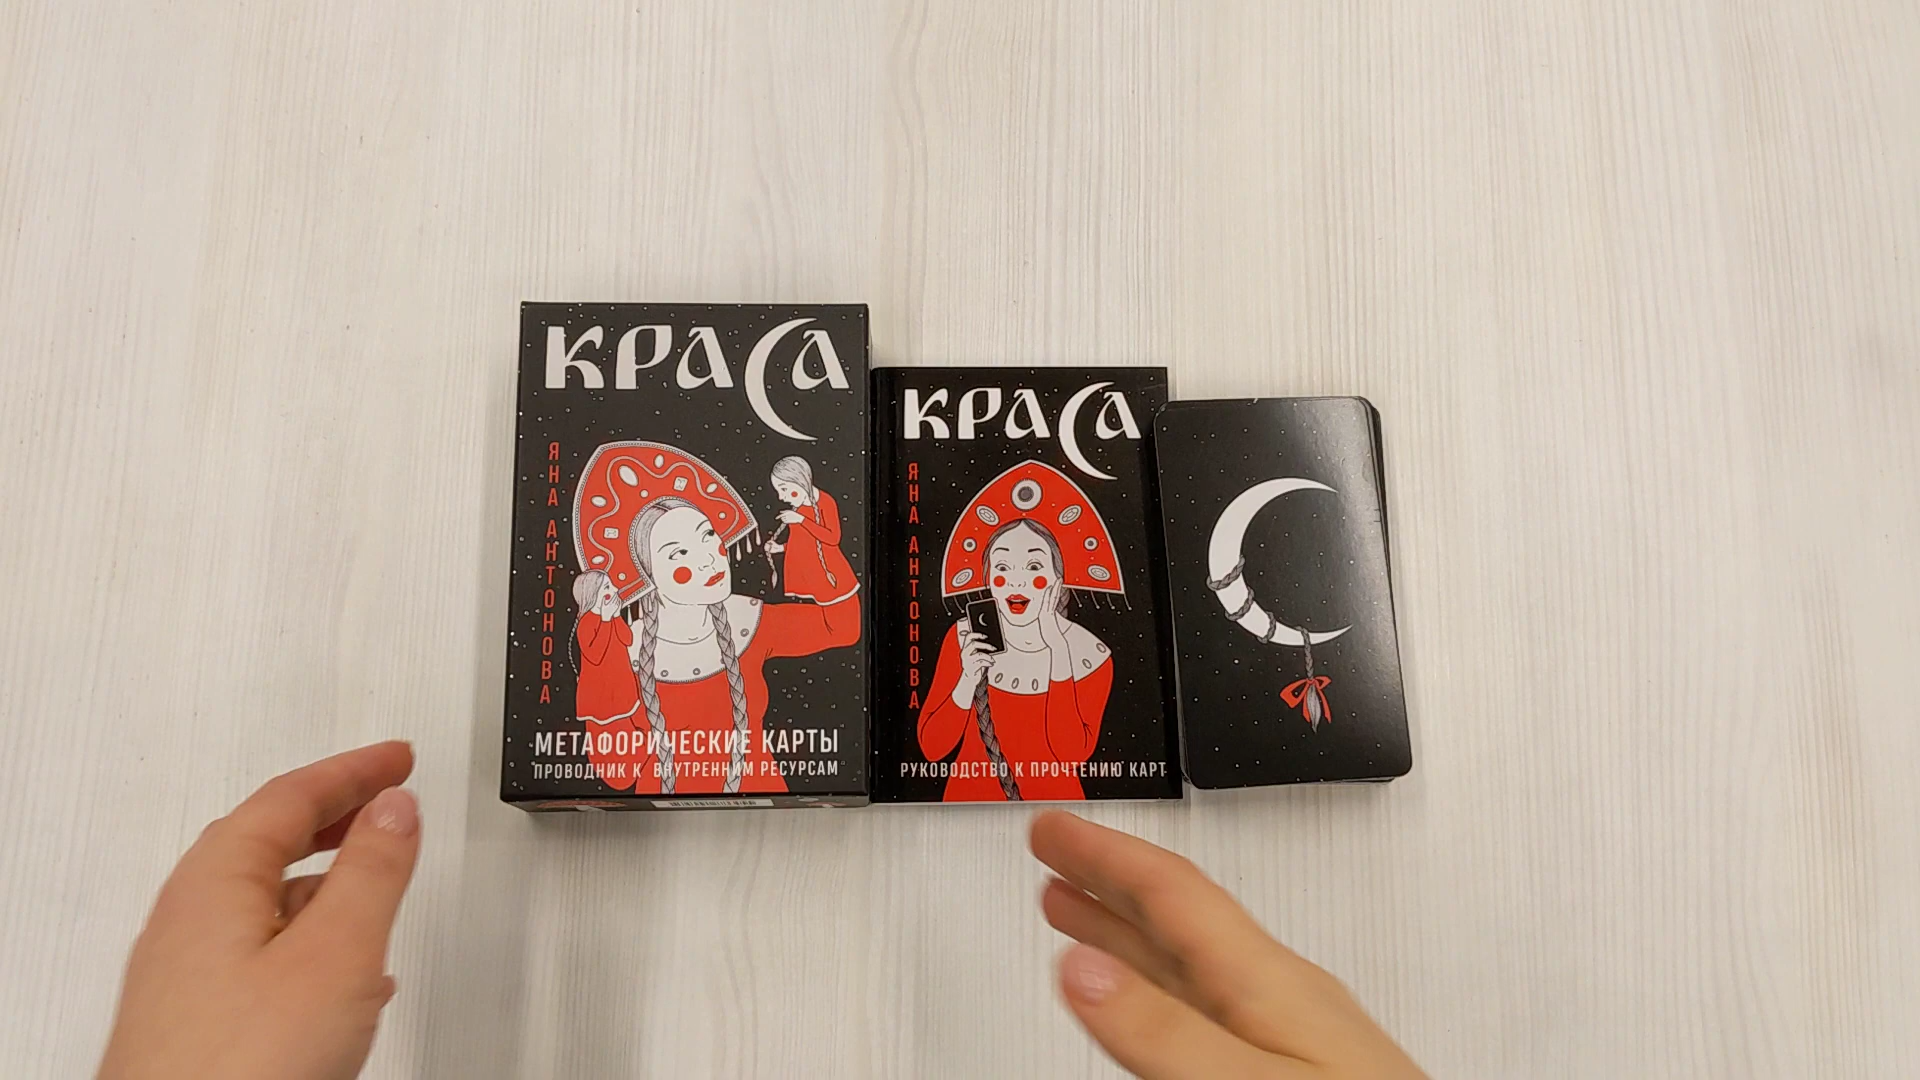 КРАСА
ЯНА АНТОНОВА
МЕТАФОРИЧЕСКИЕ КАРТЫ
ПРОВОДНИК К ВНУТРЕННИМ РЕСУРСАМ
КРАСА
ЯНА АНТОНОВА
РУКОВОДСТВО К ПРОЧТЕНИЮ КАРТ